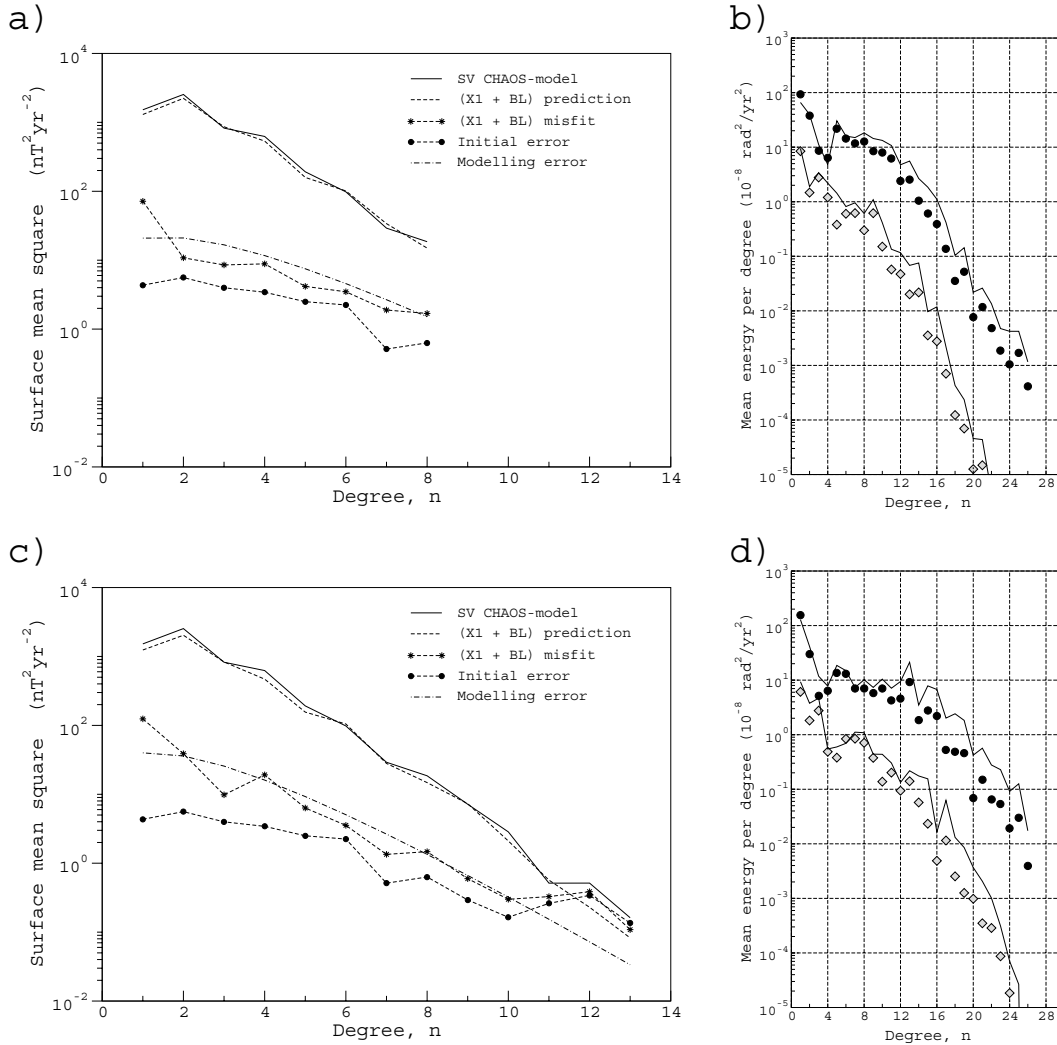 a)
10^4
10^2
10^0
10^-2
Surface mean square (nT^2yr^-2)
SV CHAOS-model
(X1 + BL) prediction
(X1 + BL) misfit
Initial error
Modelling error
0 2 4 6 8 10 12 14
Degree, n
b)
10^3
10^2
10^1
10^0
10^-1
10^-2
10^-3
10^-4
10^-5
Mean energy per degree (10^-8 rad^2/yr^2)
0 4 8 12 16 20 24 28
Degree, n
c)
10^4
10^2
10^0
10^-2
Surface mean square (nT^2yr^-2)
SV CHAOS-model
(X1 + BL) prediction
(X1 + BL) misfit
Initial error
Modelling error
0 2 4 6 8 10 12 14
Degree, n
d)
10^3
10^2
10^1
10^0
10^-1
10^-2
10^-3
10^-4
10^-5
Mean energy per degree (10^-8 rad^2/yr^2)
0 4 8 12 16 20 24 28
Degree, n